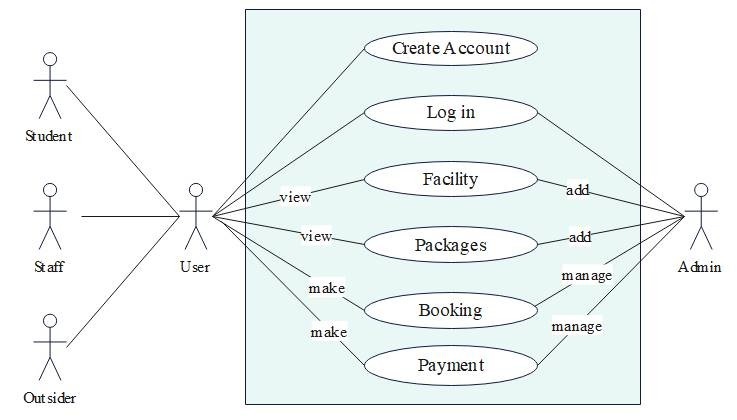 Create Account
Student
Log in
Facility
view
add
Staff
User
Packages
view
add
Admin
make
manage
Booking
make
manage
Payment
Outsider